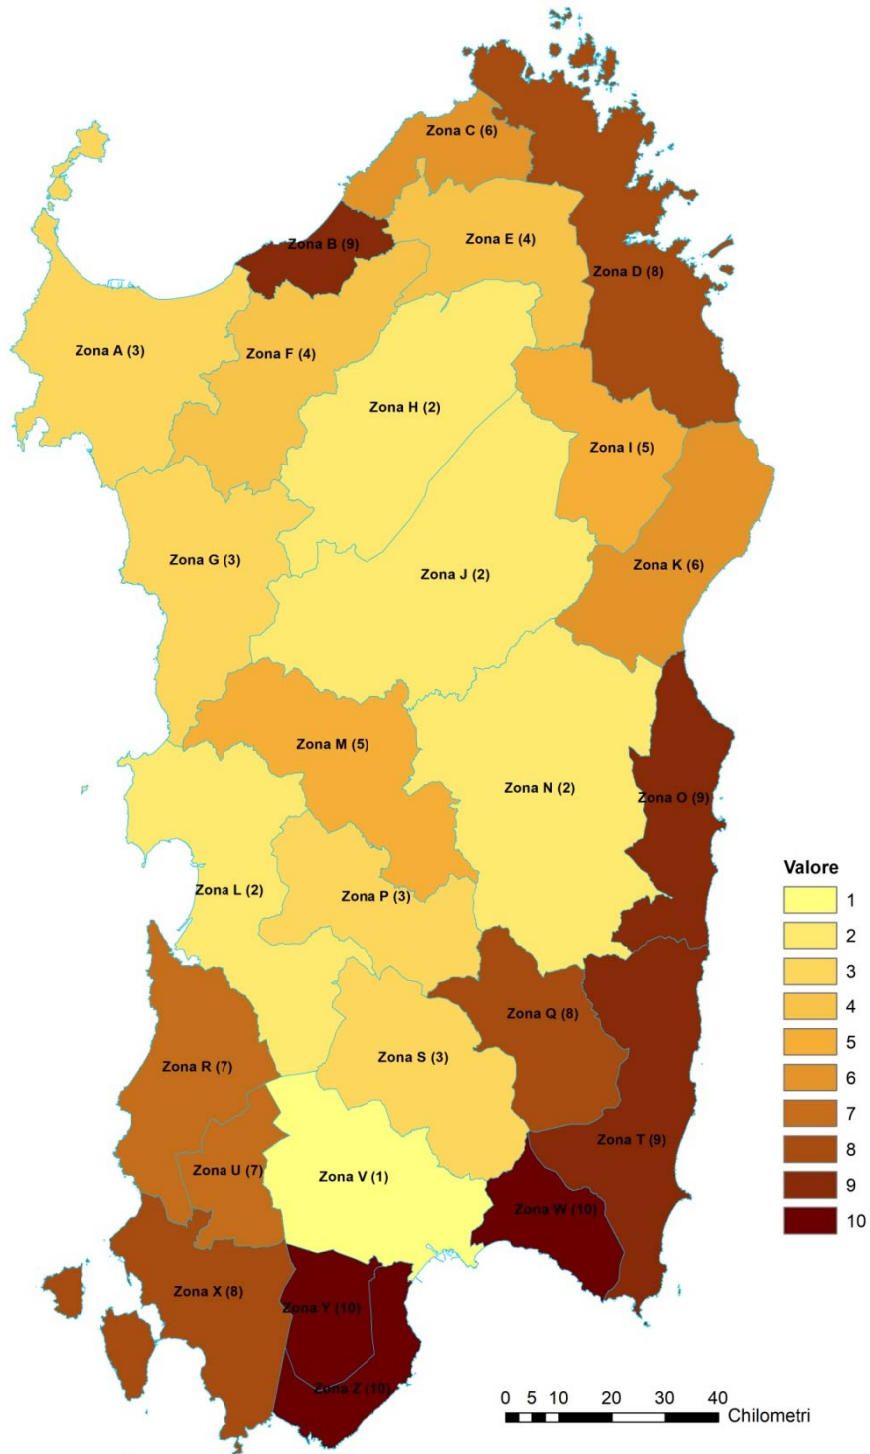 Zona C (6)
Zona B (9)
Zona E (4)
Zona D (8)
Zona A (3)
Zona F (4)
Zona H (2)
Zona I (5)
Zona G (3)
Zona J (2)
Zona K (6)
Zona M (5)
Zona N (2)
Zona O (9)
Zona L (2)
Zona P (3)
Zona Q (8)
Zona R (7)
Zona S (3)
Zona T (9)
Zona U (7)
Zona V (1)
Zona W (10)
Zona X (8)
Zona Y (10)
Zona Z (10)
Valore
1
2
3
4
5
6
7
8
9
10
0 5 10 20 30 40
Chilometri